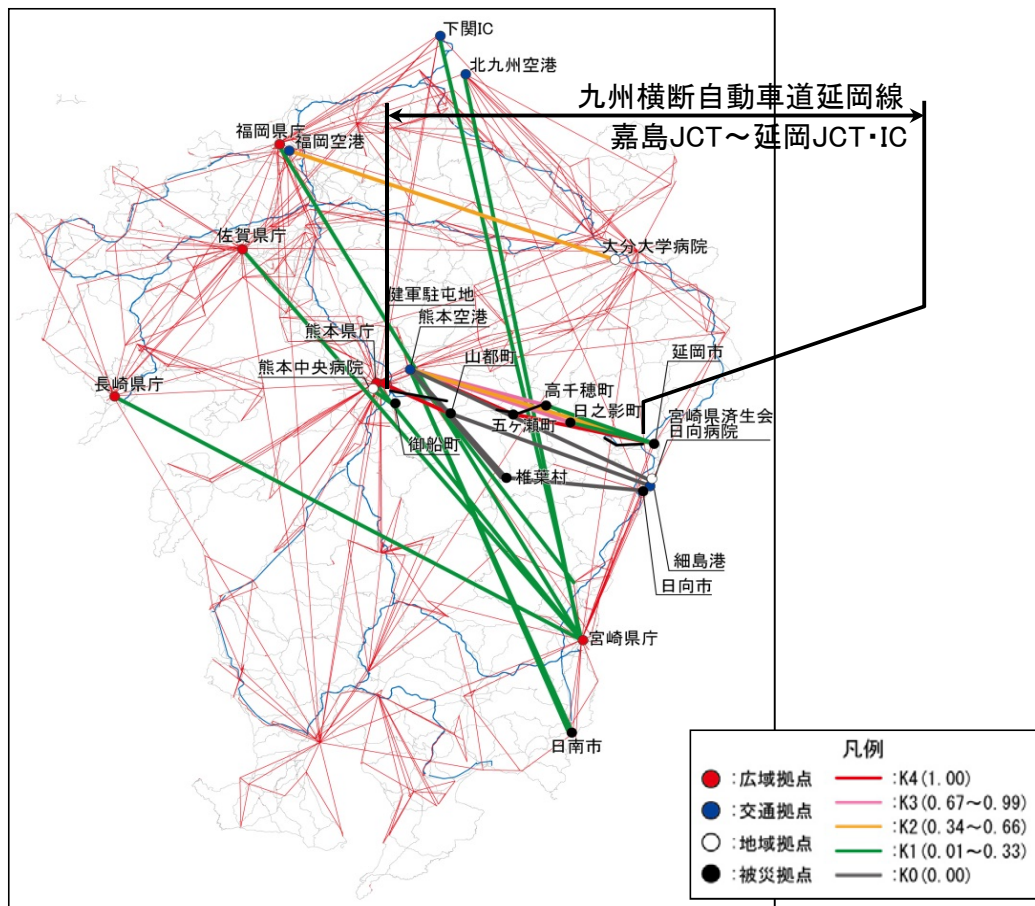 下関IC
北九州空港
九州横断自動車道延岡線
嘉島JCT～延岡JCT・IC
福岡県庁
福岡空港
佐賀県庁
大分大学病院
健軍駐屯地
熊本空港
熊本県庁
山都町
延岡市
熊本中央病院
長崎県庁
高千穂町
日之影町
五ヶ瀬町
宮崎県済生会
日向病院
御船町
椎葉村
細島港
日向市
宮崎県庁
日南市
凡例
:広域拠点
:K4(1.00)
:K3(0.67～0.99)
:交通拠点
:K2(0.34～0.66)
:地域拠点
:K1(0.01～0.33)
:被災拠点
:K0(0.00)